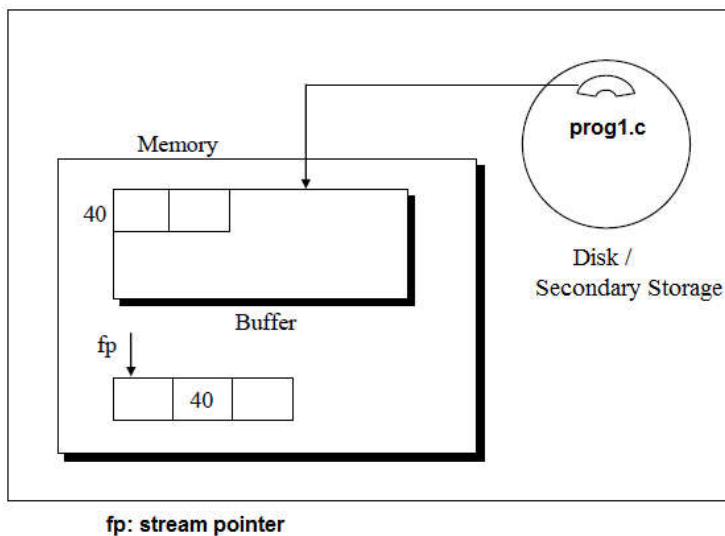 prog1.c
Memory
40
Disk /
Secondary Storage
Buffer
fp
40
fp: stream pointer